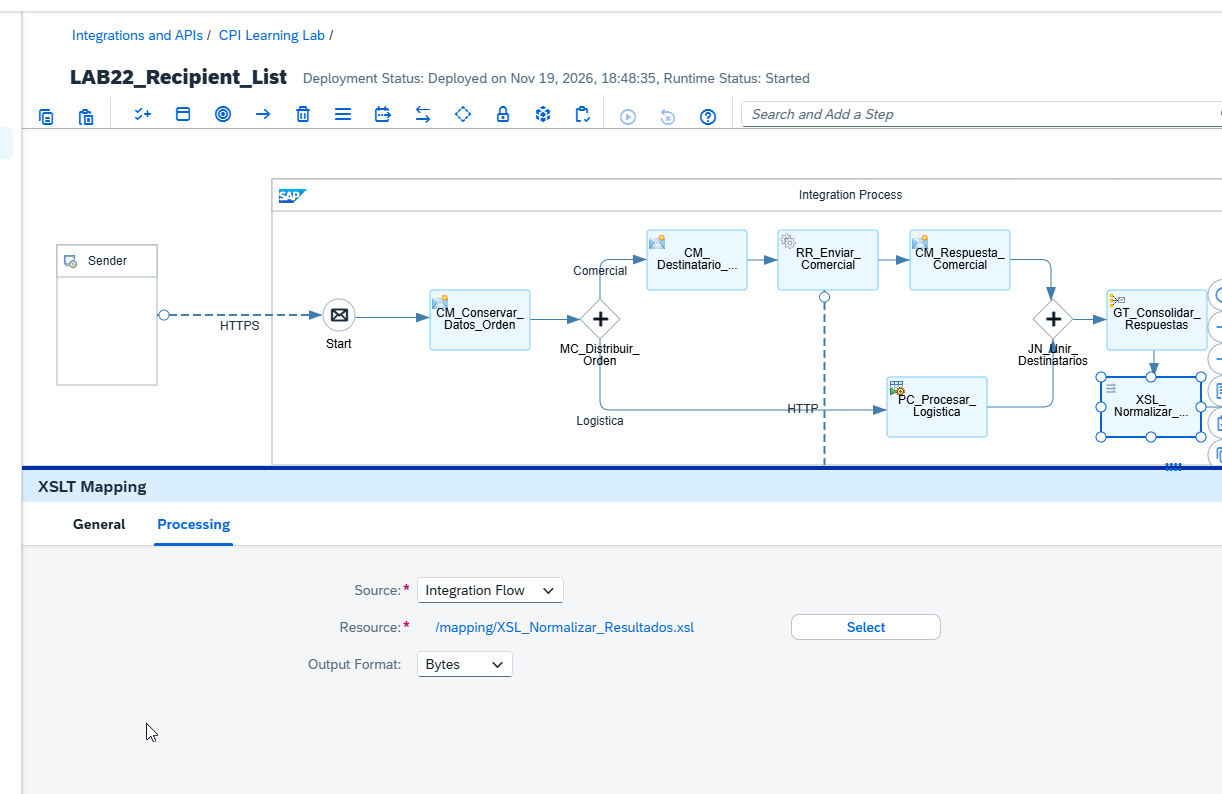 Integrations and APIs / CPI Learning Lab /
LAB22_Recipient_List Deployment Status: Deployed on Nov 19, 2026, 18:48:35, Runtime Status: Started
Search and Add a Step
SAP Integration Process
Sender
HTTPS
Start
CM_Conservar_
Datos_Orden
Comercial
MC_Distribuir_
Orden
Logistica
CM_
Destinatario_...
RR_Enviar_
Comercial
CM_Respuesta_
Comercial
HTTP
PC_Procesar_
Logistica
JN_Unir_
Destinatarios
GT_Consolidar_
Respuestas
XSL_
Normalizar_...
XSLT Mapping
General Processing
Source:* Integration Flow
Resource:* /mapping/XSL_Normalizar_Resultados.xsl Select
Output Format: Bytes